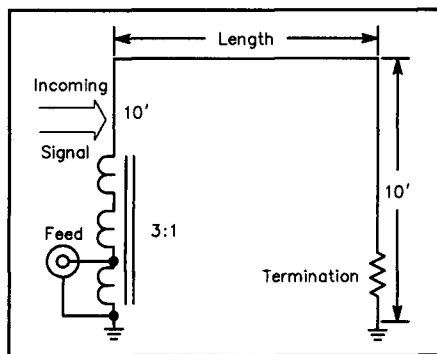 Length
Incoming
10'
Signal
10'
Feed
3:1
Termination